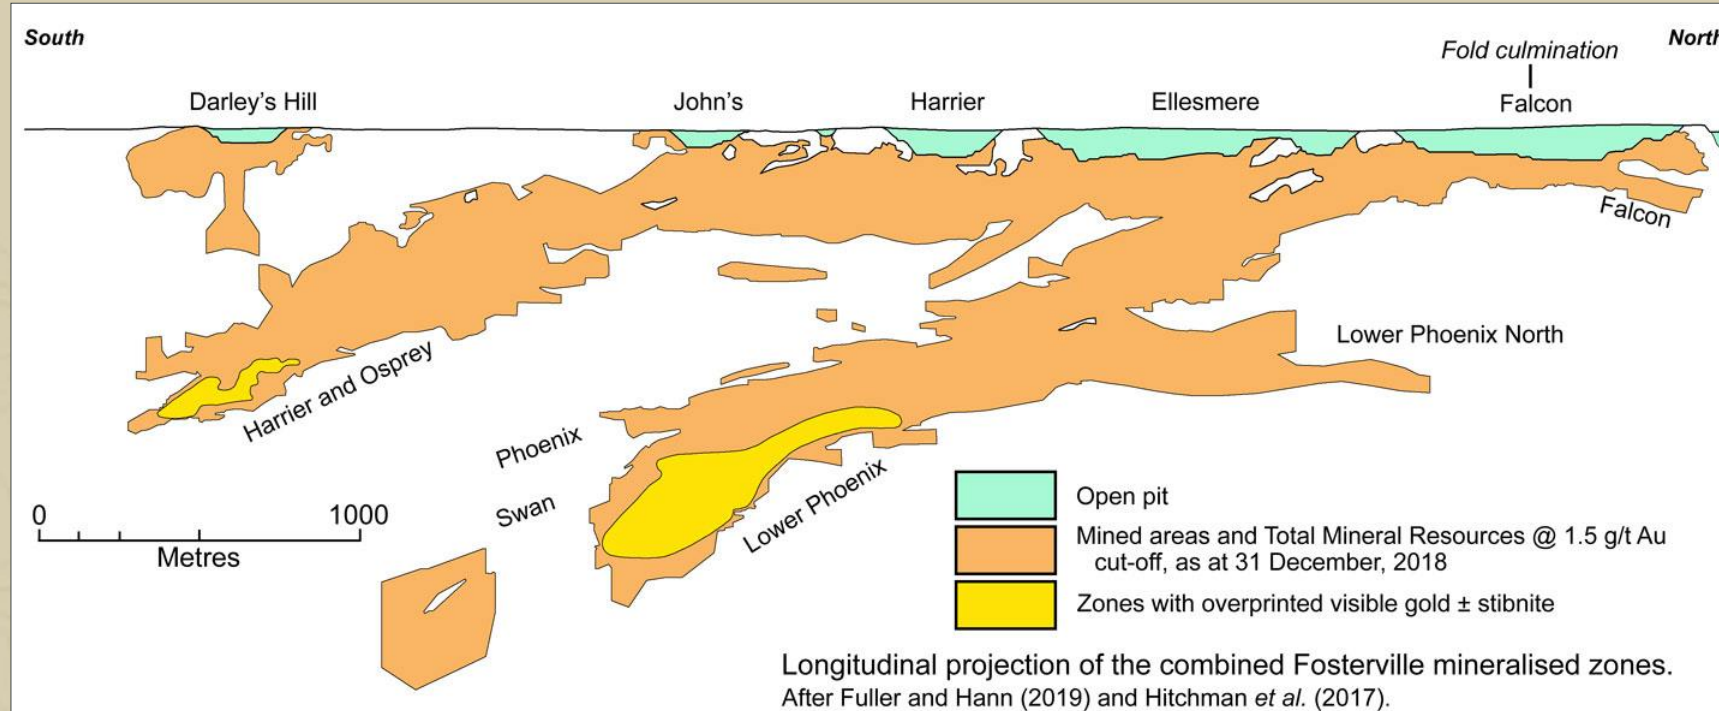 South
North
Fold culmination
Darley's Hill
John's
Harrier
Ellesmere
Falcon
Falcon
Lower Phoenix North
Harrier and Osprey
Phoenix
Swan
Lower Phoenix
0 1000
Metres
Open pit
Mined areas and Total Mineral Resources @ 1.5 g/t Au
cut-off, as at 31 December, 2018
Zones with overprinted visible gold ± stibnite
Longitudinal projection of the combined Fosterville mineralised zones.
After Fuller and Hann (2019) and Hitchman et al. (2017).